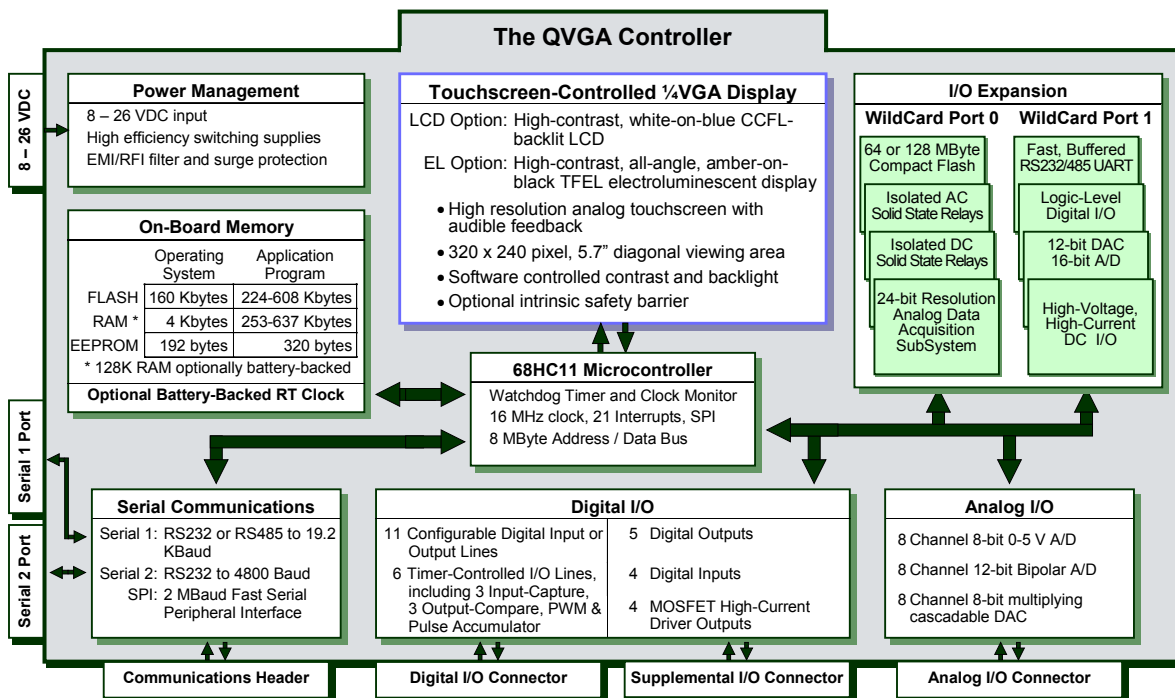 The QVGA Controller
8 – 26 VDC
Power Management
8 – 26 VDC input
High efficiency switching supplies
EMI/RFI filter and surge protection
On-Board Memory
Operating System Application Program
FLASH 160 Kbytes 224-608 Kbytes
RAM * 4 Kbytes 253-637 Kbytes
EEPROM 192 bytes 320 bytes
* 128K RAM optionally battery-backed
Optional Battery-Backed RT Clock
Touchscreen-Controlled ¼VGA Display
LCD Option: High-contrast, white-on-blue CCFL-
backlit LCD
EL Option: High-contrast, all-angle, amber-on-
black TFEL electroluminescent display
• High resolution analog touchscreen with
audible feedback
• 320 x 240 pixel, 5.7” diagonal viewing area
• Software controlled contrast and backlight
• Optional intrinsic safety barrier
I/O Expansion
WildCard Port 0
64 or 128 MByte
Compact Flash
Isolated AC
Solid State Relays
Isolated DC
Solid State Relays
24-bit Resolution
Analog Data
Acquisition
SubSystem
WildCard Port 1
Fast, Buffered
RS232/485 UART
Logic-Level
Digital I/O
12-bit DAC
16-bit A/D
High-Voltage,
High-Current
DC I/O
68HC11 Microcontroller
Watchdog Timer and Clock Monitor
16 MHz clock, 21 Interrupts, SPI
8 MByte Address / Data Bus
Serial 1 Port
Serial 2 Port
Serial Communications
Serial 1: RS232 or RS485 to 19.2
KBaud
Serial 2: RS232 to 4800 Baud
SPI: 2 MBaud Fast Serial
Peripheral Interface
Digital I/O
11 Configurable Digital Input or
Output Lines
6 Timer-Controlled I/O Lines,
including 3 Input-Capture,
3 Output-Compare, PWM &
Pulse Accumulator
5 Digital Outputs
4 Digital Inputs
4 MOSFET High-Current
Driver Outputs
Analog I/O
8 Channel 8-bit 0-5 V A/D
8 Channel 12-bit Bipolar A/D
8 Channel 8-bit multiplying
cascadable DAC
Communications Header
Digital I/O Connector
Supplemental I/O Connector
Analog I/O Connector